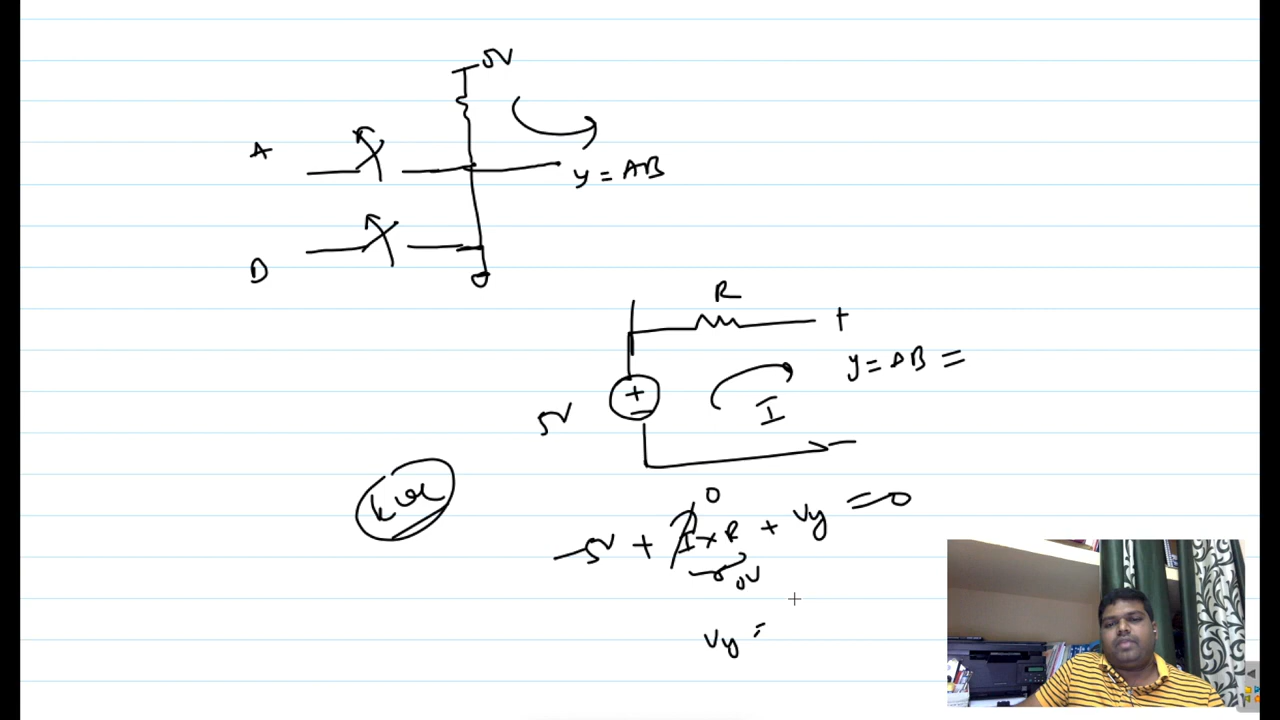 5V
A
y = AB
B
R
+
y = AB =
+
-
5V
I
-
KVL
0
-5V + I x R + Vy = 0
0V
Vy =